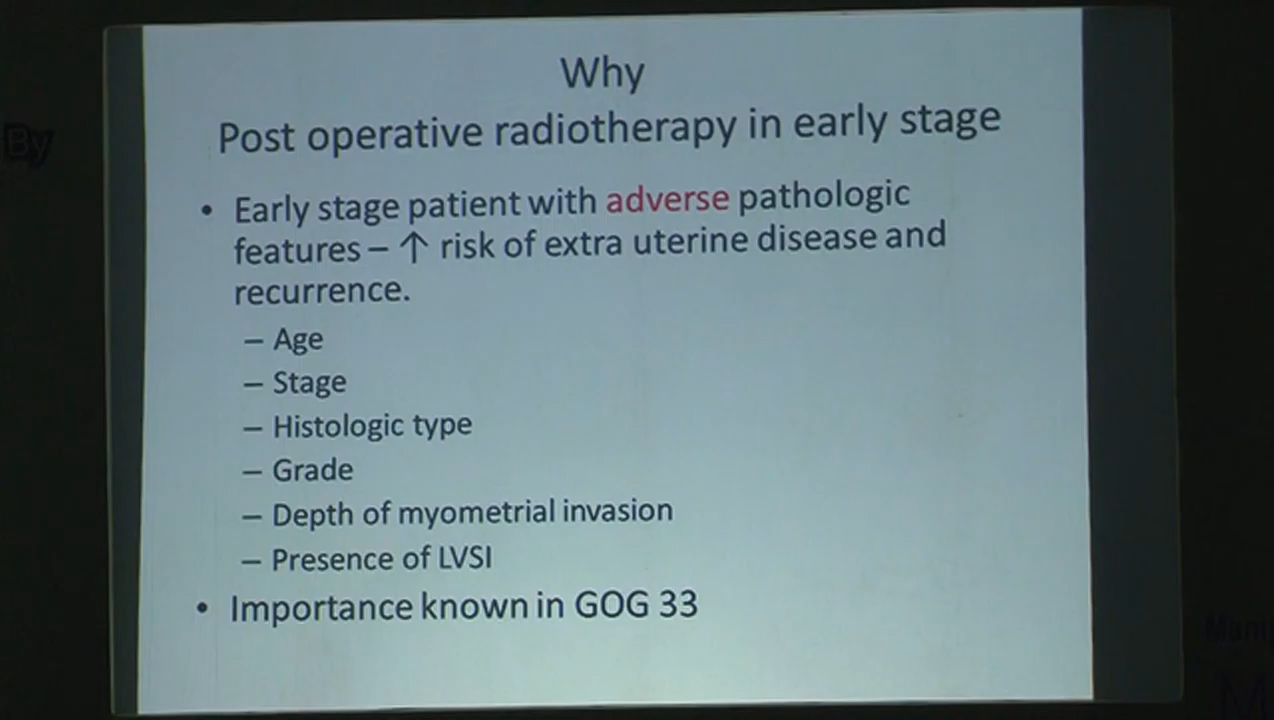 Why
Post operative radiotherapy in early stage
• Early stage patient with adverse pathologic
features – ↑ risk of extra uterine disease and
recurrence.
– Age
– Stage
– Histologic type
– Grade
– Depth of myometrial invasion
– Presence of LVSI
• Importance known in GOG 33
By